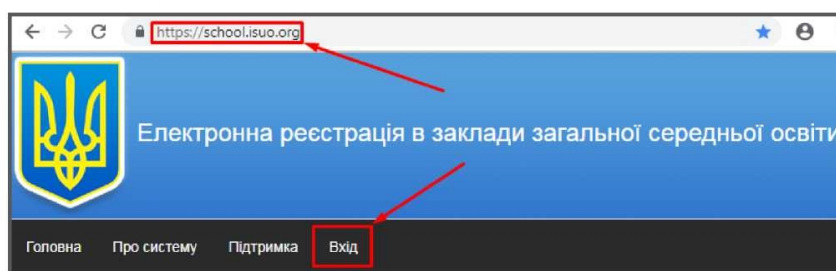 https://school.isuo.org
Електронна реєстрація в заклади загальної середньої освіти
Головна Про систему Підтримка Вхід